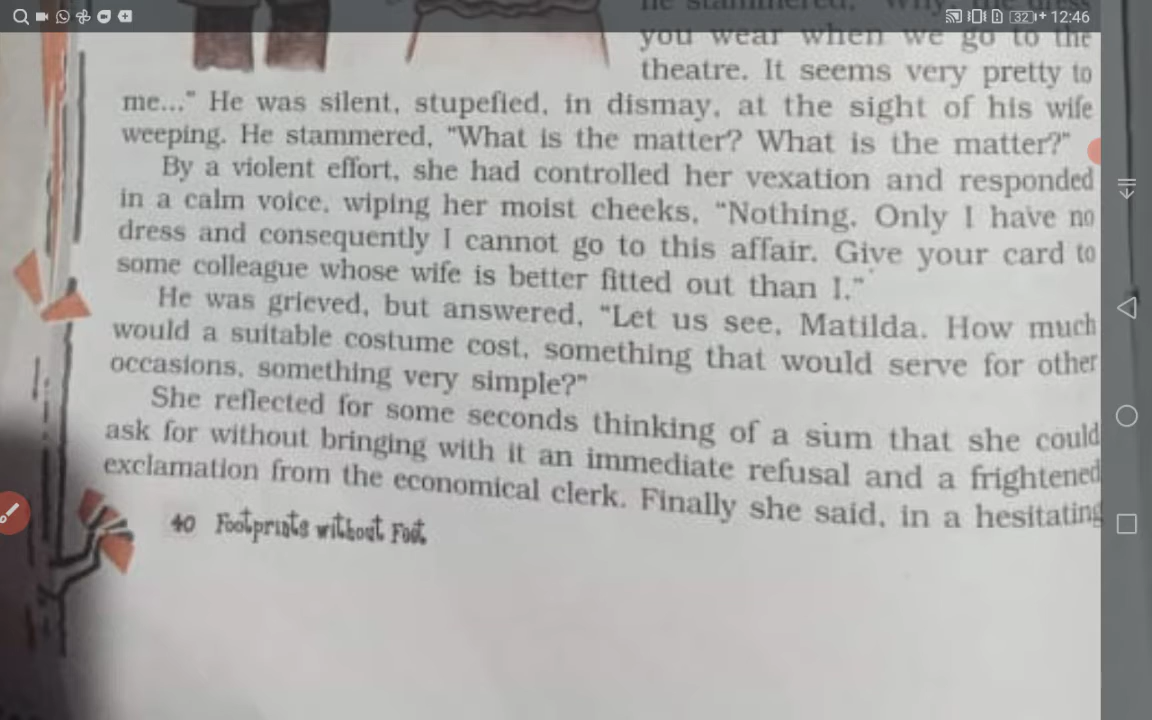 32 12:46
he stammered, "Why, the dress
you wear when we go to the
theatre. It seems very pretty to
me..." He was silent, stupefied, in dismay, at the sight of his wife
weeping. He stammered, "What is the matter? What is the matter?"
By a violent effort, she had controlled her vexation and responded
in a calm voice, wiping her moist cheeks, "Nothing. Only I have no
dress and consequently I cannot go to this affair. Give your card to
some colleague whose wife is better fitted out than I."
He was grieved, but answered, "Let us see, Matilda. How much
would a suitable costume cost, something that would serve for other
occasions, something very simple?"
She reflected for some seconds thinking of a sum that she could
ask for without bringing with it an immediate refusal and a frightened
exclamation from the economical clerk. Finally she said, in a hesitating
40 Footprints without Feet